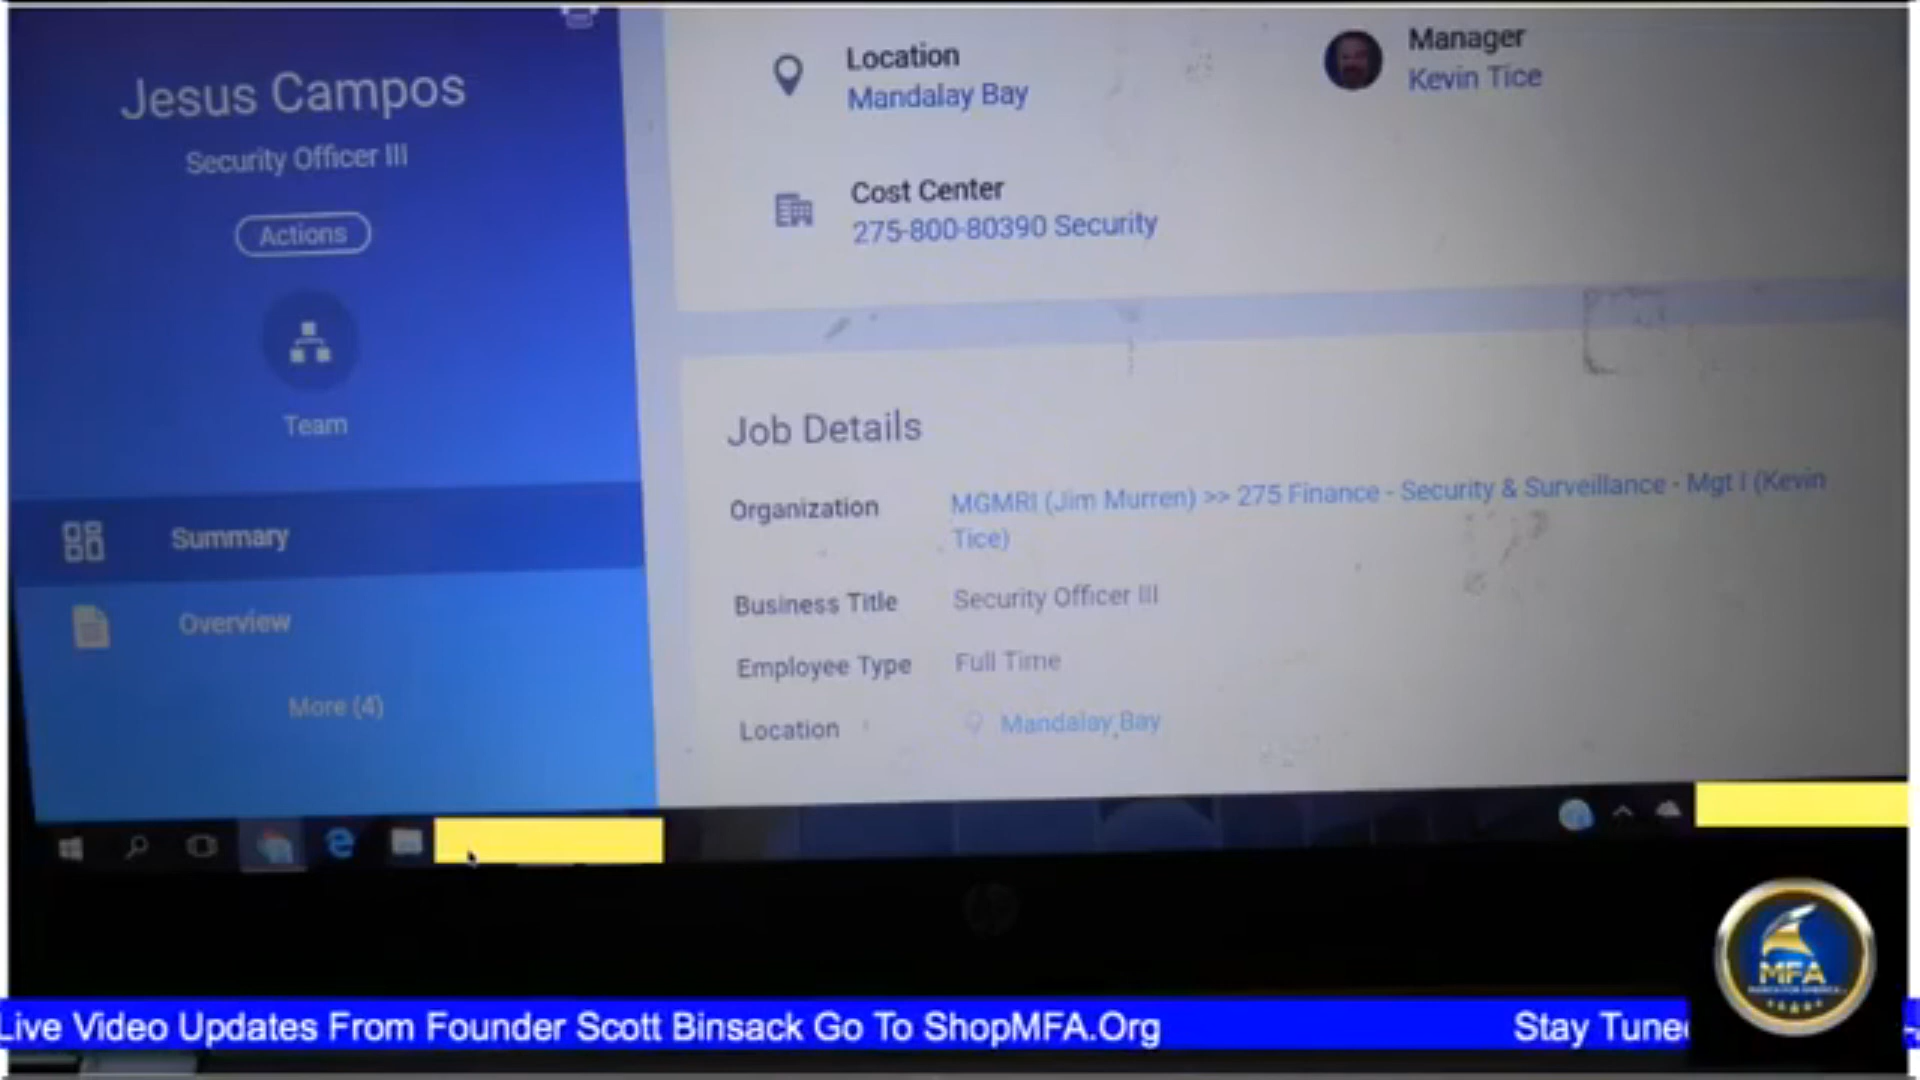 Jesus Campos
Security Officer III
Actions
Team
Summary
Overview
More (4)
Location
Mandalay Bay
Manager
Kevin Tice
Cost Center
275-800-80390 Security
Job Details
Organization
MGMRI (Jim Murren) >> 275 Finance - Security & Surveillance - Mgt I (Kevin
Tice)
Business Title
Security Officer III
Employee Type
Full Time
Location
Mandalay Bay
hp
MFA
Live Video Updates From Founder Scott Binsack Go To ShopMFA.Org
Stay Tuned